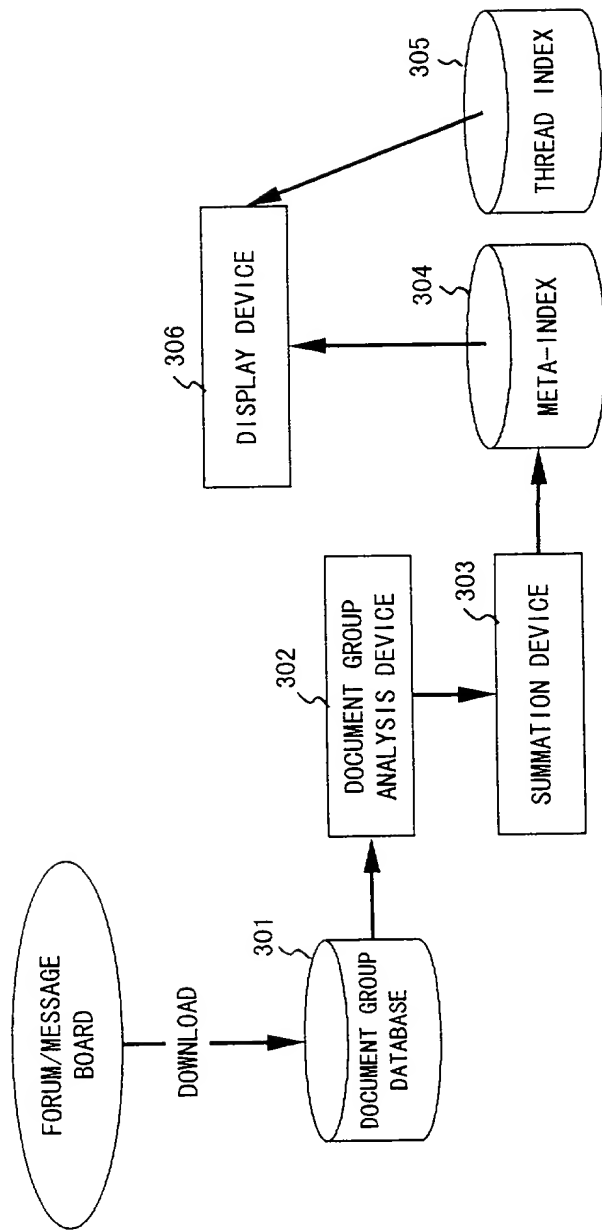 FORUM/MESSAGE
BOARD
DOWNLOAD
301
DOCUMENT GROUP
DATABASE
302
DOCUMENT GROUP
ANALYSIS DEVICE
303
SUMMATION DEVICE
306
DISPLAY DEVICE
304
META-INDEX
305
THREAD INDEX